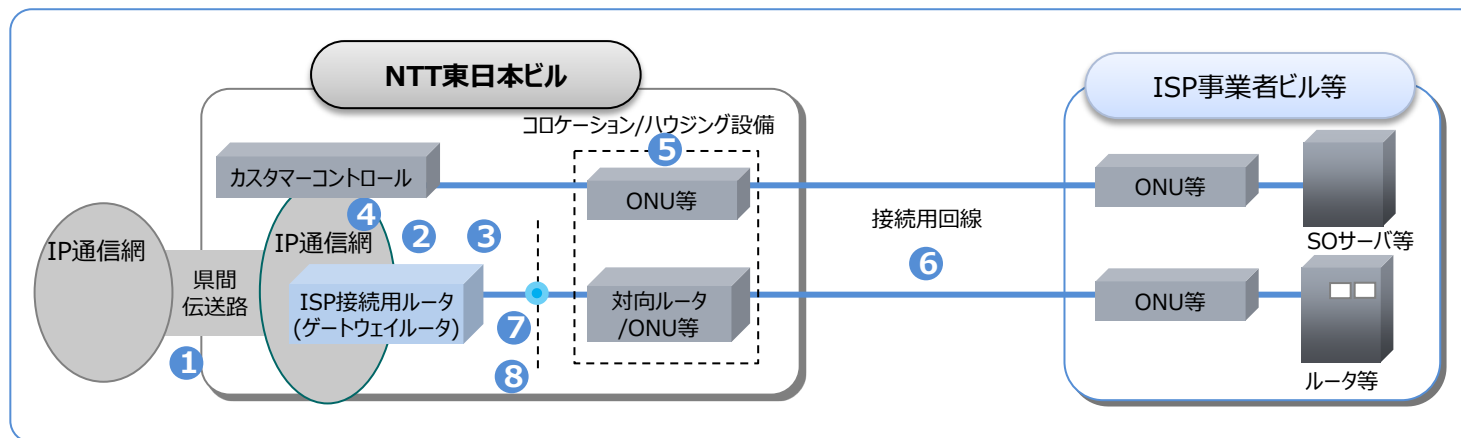 NTT東日本ビル
ISP事業者ビル等
コロケーション/ハウジング設備
5
カスタマーコントロール
ONU等
ONU等
接続用回線
SOサーバ等
4
IP通信網
IP通信網
2
3
6
県間
伝送路
ISP接続用ルータ
(ゲートウェイルータ)
対向ルータ
/ONU等
ONU等
7
1
8
ルータ等